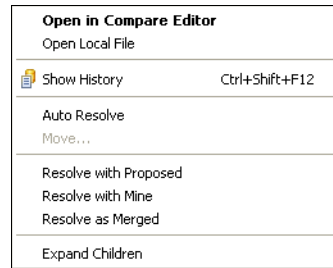 Open in Compare Editor
Open Local File
Show History Ctrl+Shift+F12
Auto Resolve
Move...
Resolve with Proposed
Resolve with Mine
Resolve as Merged
Expand Children